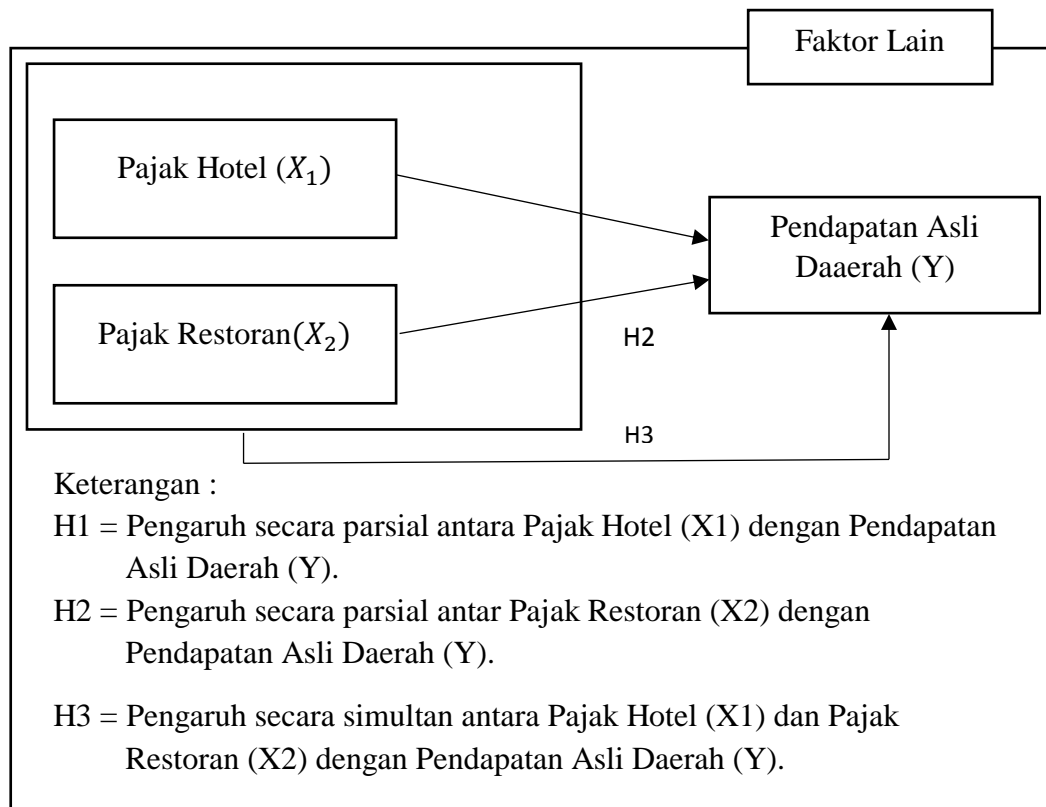 Faktor Lain
Pajak Hotel (𝑋₁)
Pendapatan Asli
Daaerah (Y)
Pajak Restoran(𝑋₂)
H2
H3
Keterangan :
H1 = Pengaruh secara parsial antara Pajak Hotel (X1) dengan Pendapatan
Asli Daerah (Y).
H2 = Pengaruh secara parsial antar Pajak Restoran (X2) dengan
Pendapatan Asli Daerah (Y).
H3 = Pengaruh secara simultan antara Pajak Hotel (X1) dan Pajak
Restoran (X2) dengan Pendapatan Asli Daerah (Y).